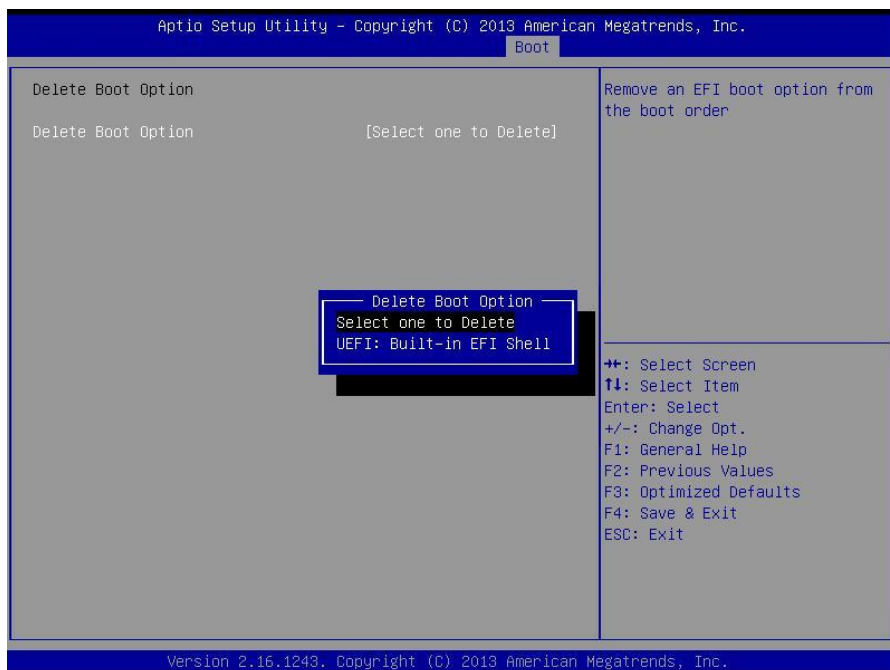 Aptio Setup Utility – Copyright (C) 2013 American Megatrends, Inc.
Boot
Delete Boot Option
Delete Boot Option [Select one to Delete]
Delete Boot Option
Select one to Delete
UEFI: Built-in EFI Shell
Remove an EFI boot option from
the boot order
→←: Select Screen
↑↓: Select Item
Enter: Select
+/-: Change Opt.
F1: General Help
F2: Previous Values
F3: Optimized Defaults
F4: Save & Exit
ESC: Exit
Version 2.16.1243. Copyright (C) 2013 American Megatrends, Inc.